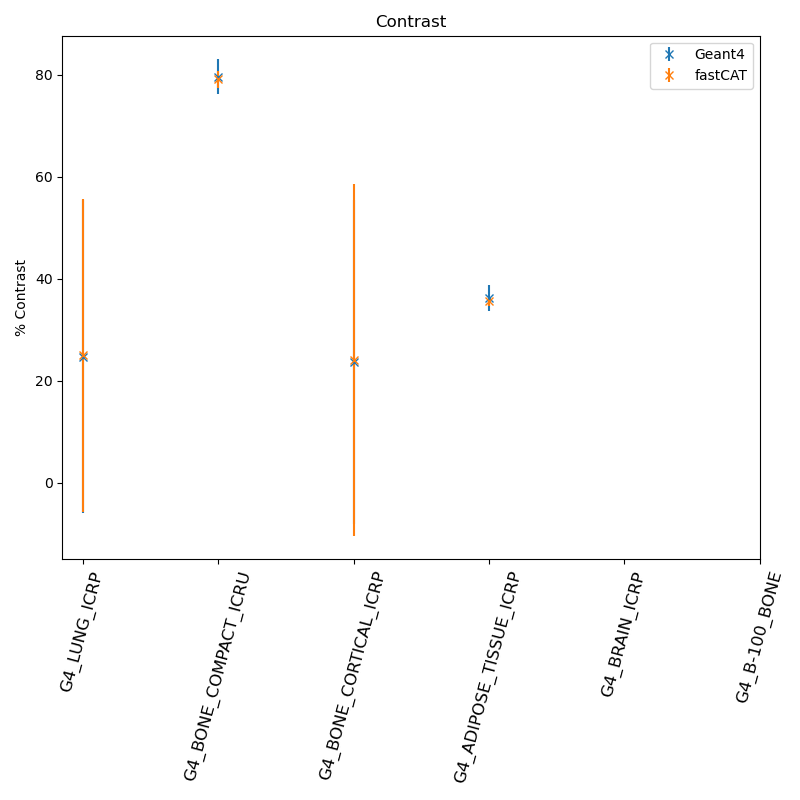 Contrast
Geant4
fastCAT
80
60
40
20
0
% Contrast
G4_LUNG_ICRP
G4_BONE_COMPACT_ICRU
G4_BONE_CORTICAL_ICRP
G4_ADIPOSE_TISSUE_ICRP
G4_BRAIN_ICRP
G4_B-100_BONE